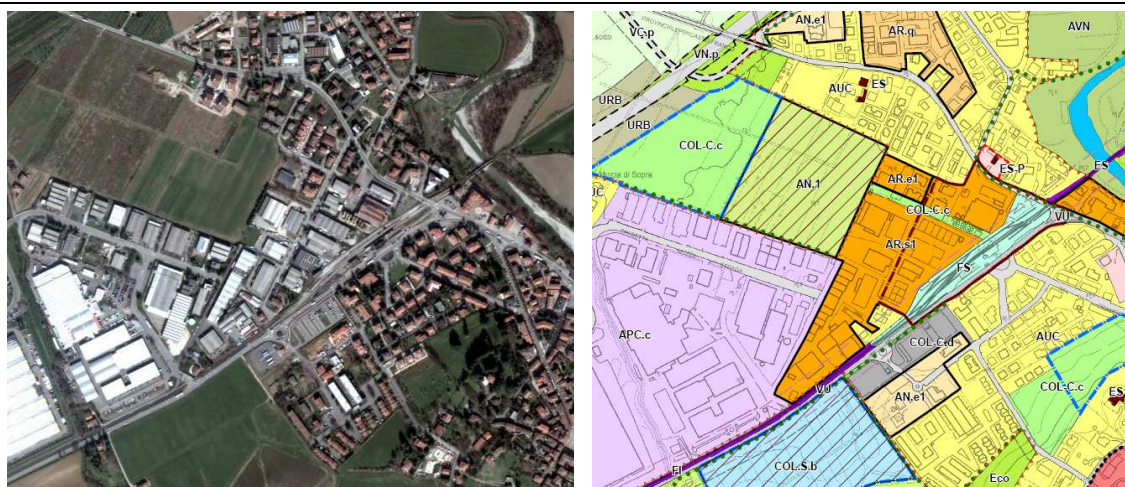 AN.e1
AR.q
AVN
VC.p
VN.p
AUC
ES
URB
URB
COL-C.c
AN.1
AR.e1
ES-P
ES
COL-C.c
VU
AR.s1
FS
APC.c
COL-C.d
AUC
COL-C.c
VU
AN.e1
ES
FI
COL.S.b
Eco